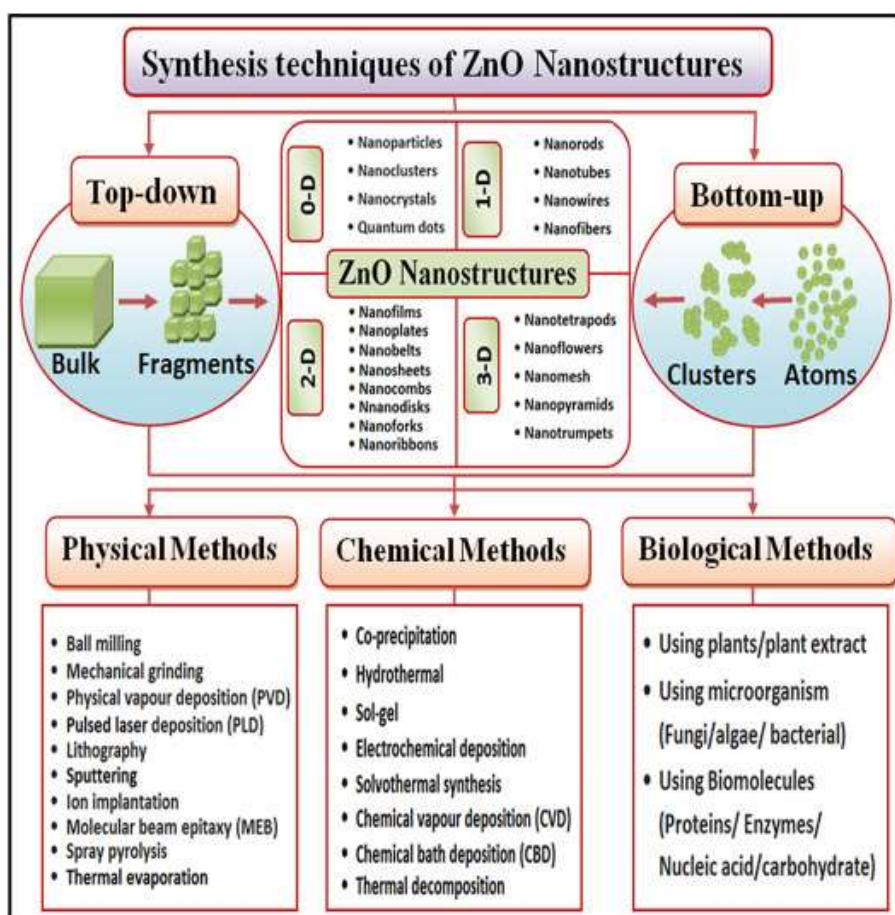 Synthesis techniques of ZnO Nanostructures
Top-down
Bulk
Fragments
0-D
• Nanoparticles
• Nanoclusters
• Nanocrystals
• Quantum dots
1-D
• Nanorods
• Nanotubes
• Nanowires
• Nanofibers
ZnO Nanostructures
2-D
• Nanofilms
• Nanoplates
• Nanobelts
• Nanosheets
• Nanocombs
• Nnanodisks
• Nanoforks
• Nanoribbons
3-D
• Nanotetrapods
• Nanoflowers
• Nanomesh
• Nanopyramids
• Nanotrumpets
Bottom-up
Clusters
Atoms
Physical Methods
• Ball milling
• Mechanical grinding
• Physical vapour deposition (PVD)
• Pulsed laser deposition (PLD)
• Lithography
• Sputtering
• Ion implantation
• Molecular beam epitaxy (MEB)
• Spray pyrolysis
• Thermal evaporation
Chemical Methods
• Co-precipitation
• Hydrothermal
• Sol-gel
• Electrochemical deposition
• Solvothermal synthesis
• Chemical vapour deposition (CVD)
• Chemical bath deposition (CBD)
• Thermal decomposition
Biological Methods
• Using plants/plant extract
• Using microorganism
(Fungi/algae/ bacterial)
• Using Biomolecules
(Proteins/ Enzymes/
Nucleic acid/carbohydrate)